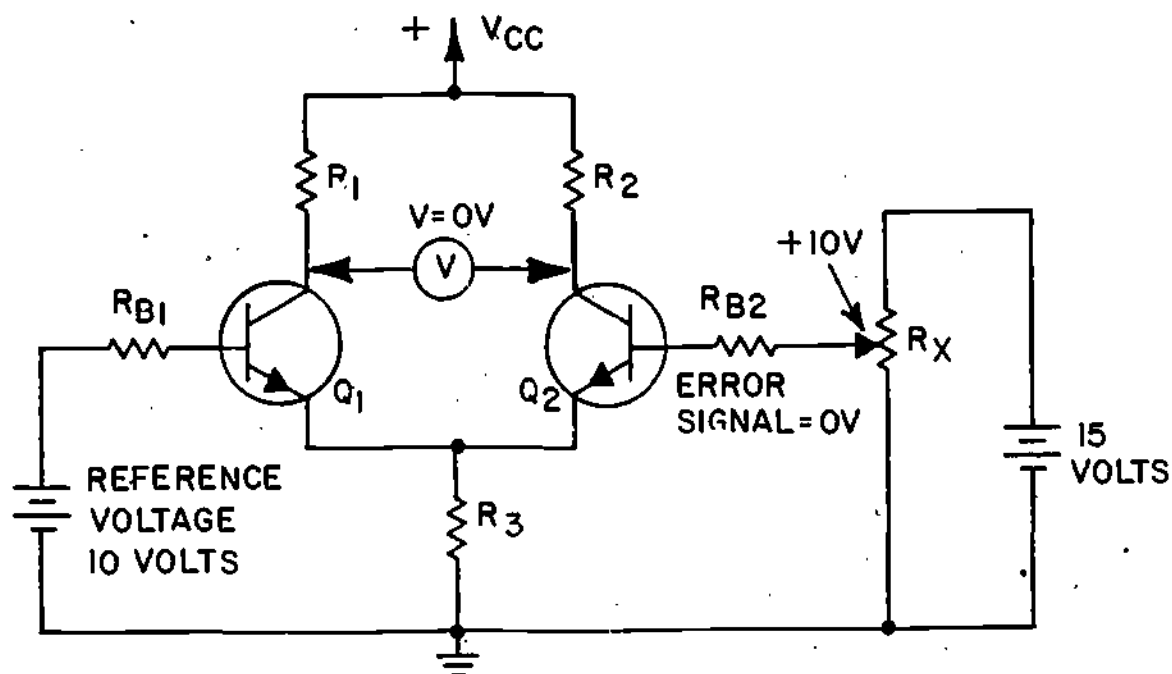 + VCC
R1
R2
V=0V
V
+10V
RB1
RB2
RX
Q1
Q2
ERROR
SIGNAL=0V
REFERENCE
VOLTAGE
10 VOLTS
R3
15
VOLTS